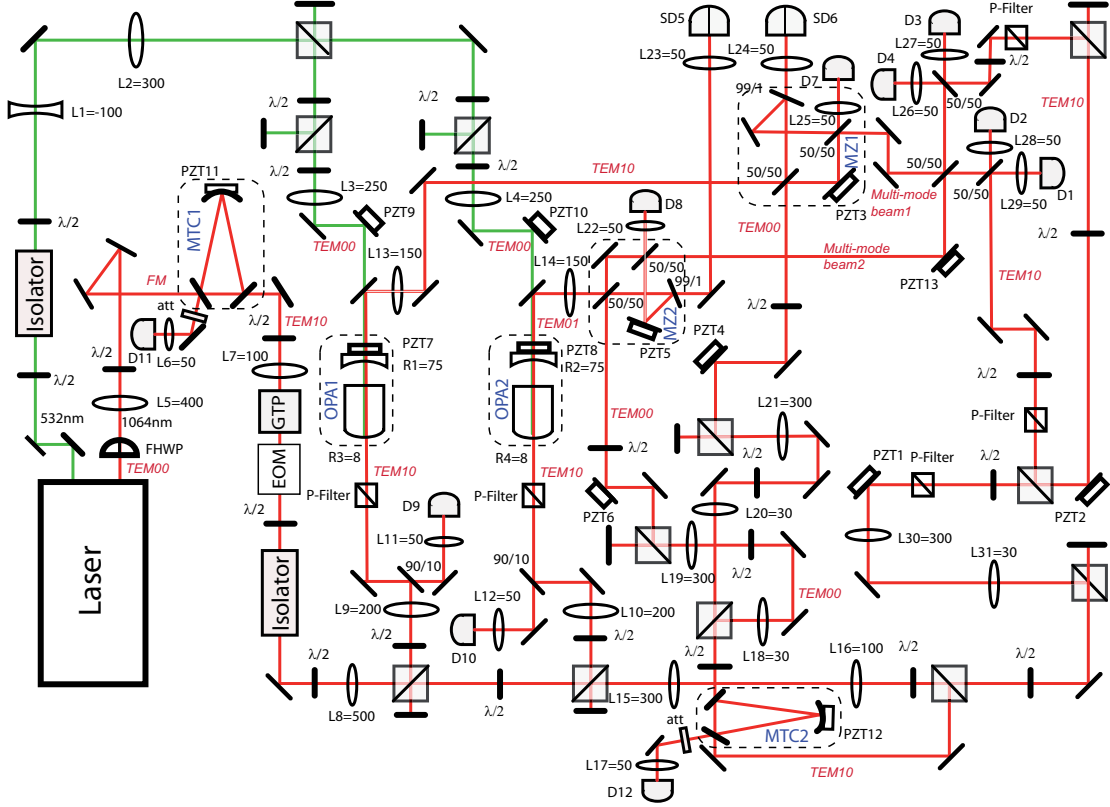 SD5
SD6
D3
P-Filter
L23=50
L24=50
L27=50
D4
λ/2
L2=300
D7
99/1
λ/2
λ/2
L26=50
50/50
TEM10
L1=-100
L25=50
D2
L28=50
50/50
MZ1
PZT11
λ/2
λ/2
TEM10
50/50
50/50
50/50
D1
L3=250
PZT9
L4=250
PZT10
D8
PZT3
Multi-mode
beam1
L29=50
λ/2
MTC1
TEM00
TEM00
L22=50
λ/2
L13=150
L14=150
50/50
Multi-mode
beam2
PZT13
FM
99/1
TEM10
Isolator
att
50/50
MZ2
λ/2
λ/2
TEM10
TEM01
PZT4
D11
L6=50
PZT7
PZT8
PZT5
λ/2
L7=100
R1=75
R2=75
λ/2
λ/2
OPA1
OPA2
L5=400
GTP
TEM00
L21=300
P-Filter
532nm
1064nm
FHWP
λ/2
TEM00
EOM
R3=8
R4=8
λ/2
PZT1
P-Filter
λ/2
TEM10
TEM10
P-Filter
D9
P-Filter
PZT6
L20=30
PZT2
λ/2
L11=50
L30=300
L31=30
Laser
Isolator
90/10
90/10
L19=300
λ/2
L9=200
L12=50
L10=200
TEM00
λ/2
D10
λ/2
λ/2
L18=30
L16=100
λ/2
λ/2
λ/2
L8=500
λ/2
L15=300
att
MTC2
PZT12
L17=50
TEM10
D12